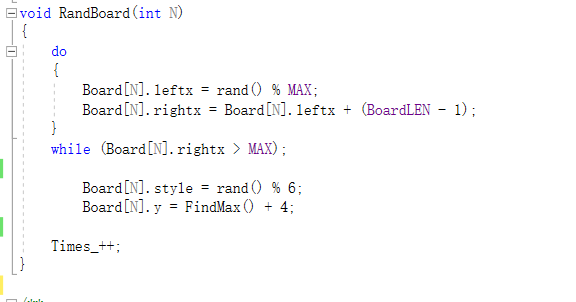 void RandBoard(int N)
{
do
{
Board[N].leftx = rand() % MAX;
Board[N].rightx = Board[N].leftx + (BoardLEN - 1);
}
while (Board[N].rightx > MAX);
Board[N].style = rand() % 6;
Board[N].y = FindMax() + 4;
Times_++;
}